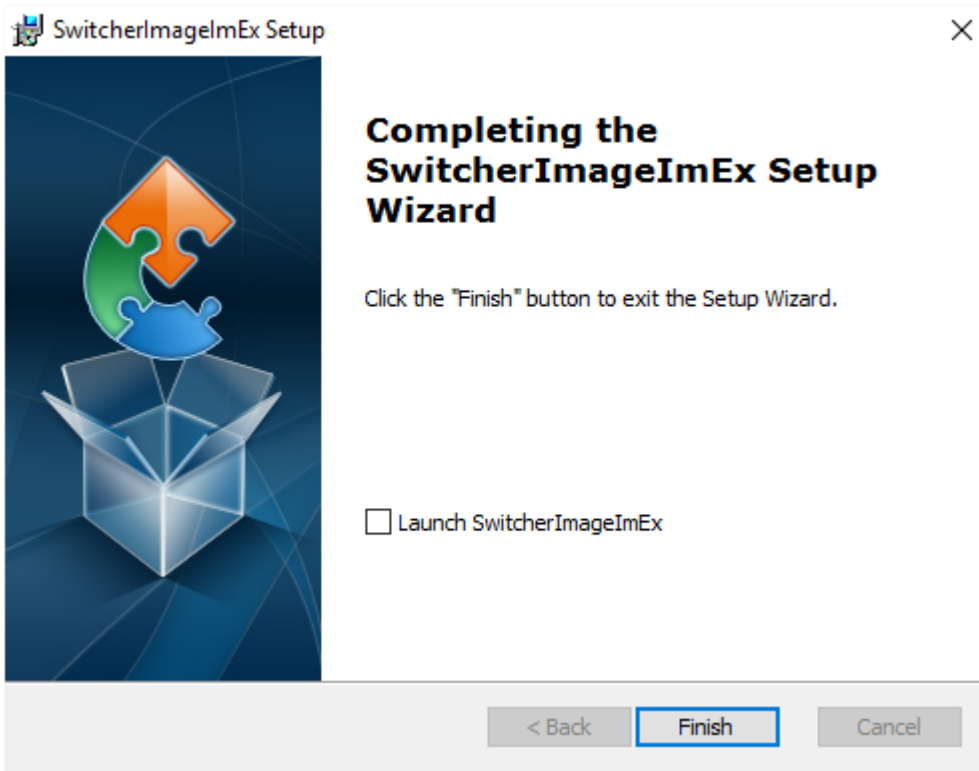 SwitcherImageImEx Setup
Completing the
SwitcherImageImEx Setup
Wizard
Click the "Finish" button to exit the Setup Wizard.
Launch SwitcherImageImEx
< Back
Finish
Cancel